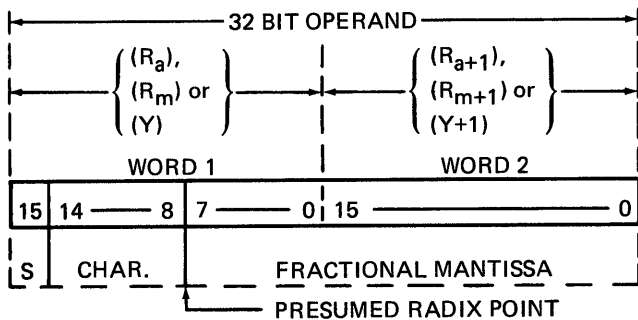 32 BIT OPERAND
(Ra), (Ra+1),
(Rm) or (Rm+1) or
(Y) (Y+1)
WORD 1 WORD 2
15 14 — 8 7 — 0 15 — 0
S CHAR. FRACTIONAL MANTISSA
PRESUMED RADIX POINT